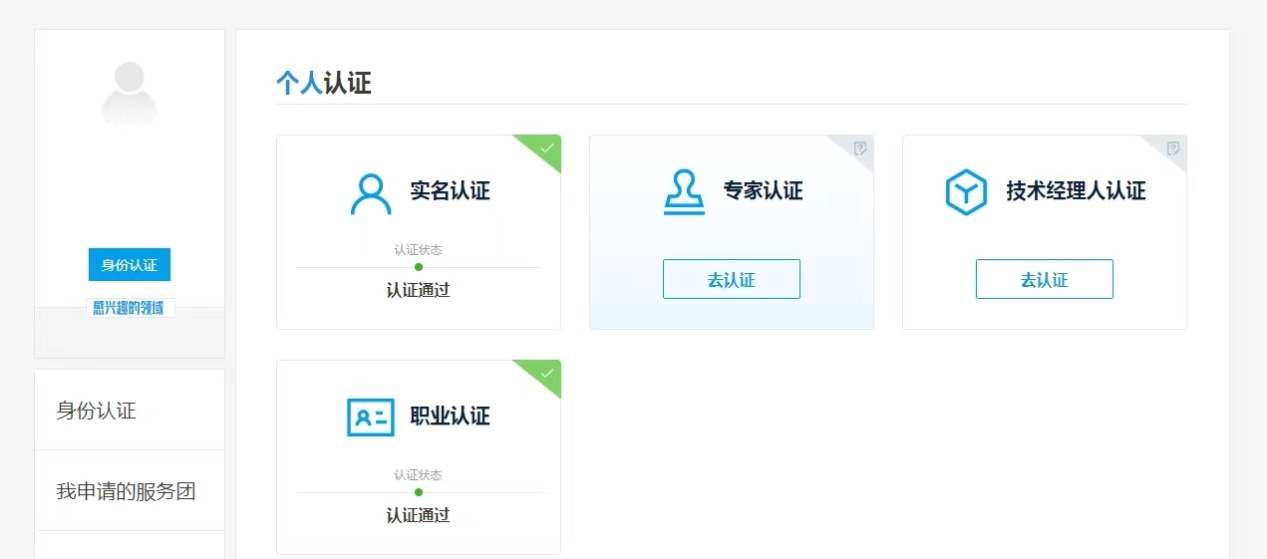 身份认证
感兴趣的领域
身份认证
我申请的服务团
个人认证
实名认证
认证状态
认证通过
专家认证
去认证
技术经理人认证
去认证
职业认证
认证状态
认证通过